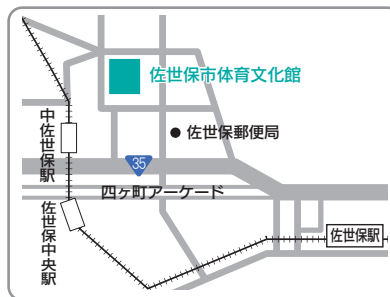 佐世保市体育文化館
佐世保郵便局
中佐世保駅
35
四ヶ町アーケード
佐世保中央駅
佐世保駅